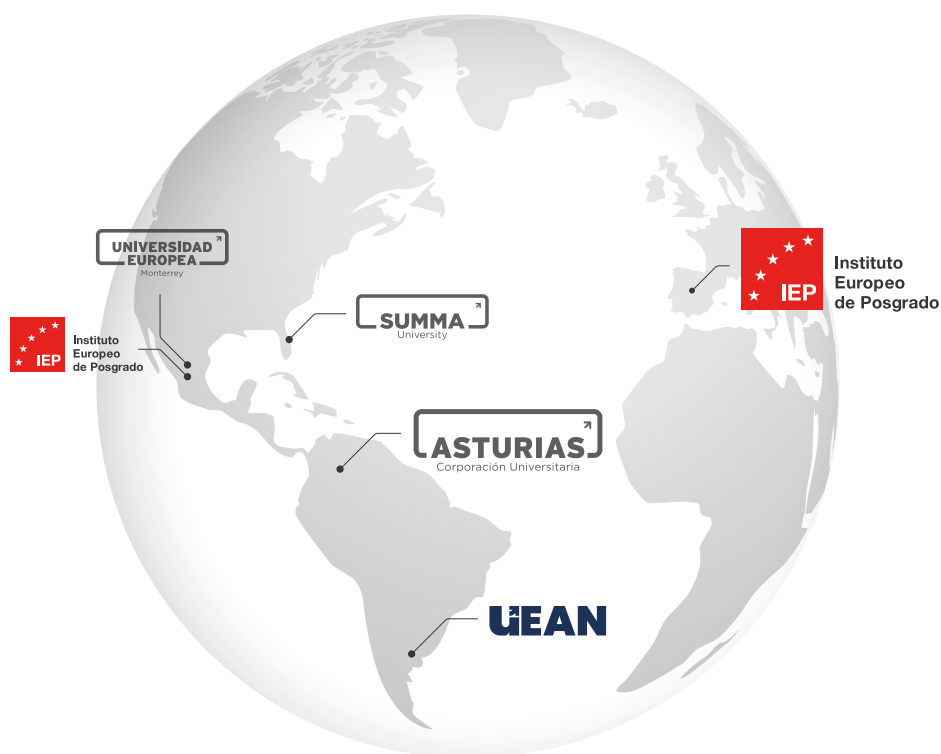 UNIVERSIDAD
EUROPEA
Monterrey
IEP
Instituto
Europeo
de Posgrado
SUMMA
University
IEP
Instituto
Europeo
de Posgrado
ASTURIAS
Corporación Universitaria
UEAN